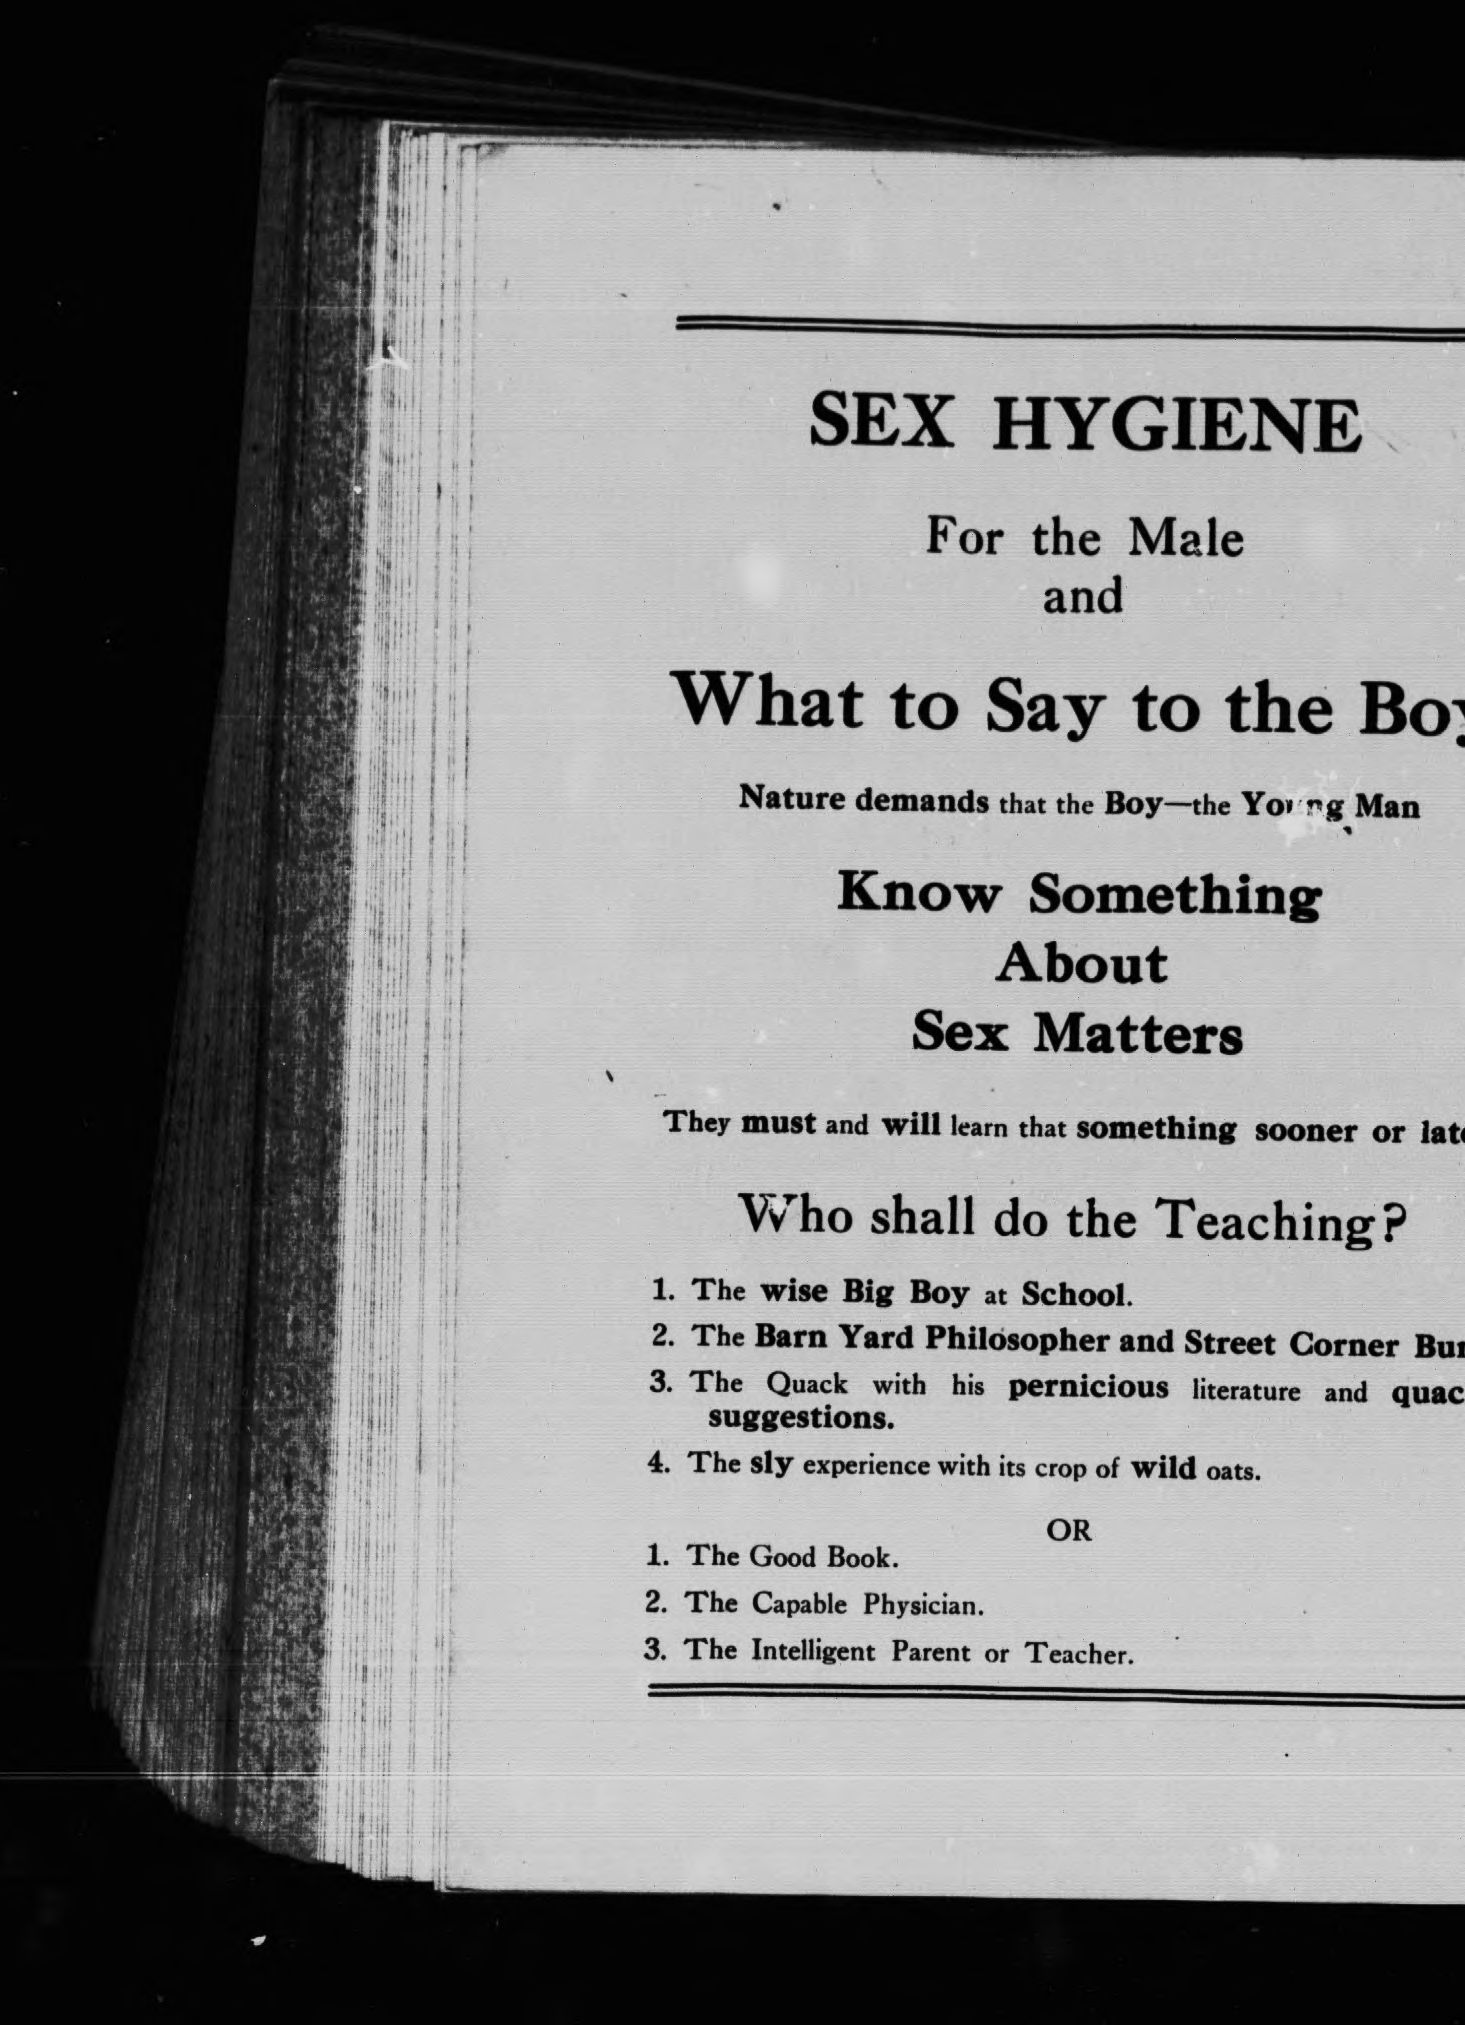 SEX HYGIENE
For the Male
and
What to Say to the Boy
Nature demands that the Boy—the Young Man
Know Something
About
Sex Matters
They must and will learn that something sooner or late
Who shall do the Teaching?
1. The wise Big Boy at School.
2. The Barn Yard Philosopher and Street Corner
3. The Quack with his pernicious literature and quac
suggestions.
4. The sly experience with its crop of wild oats.
OR
1. The Good Book.
2. The Capable Physician.
3. The Intelligent Parent or Teacher.